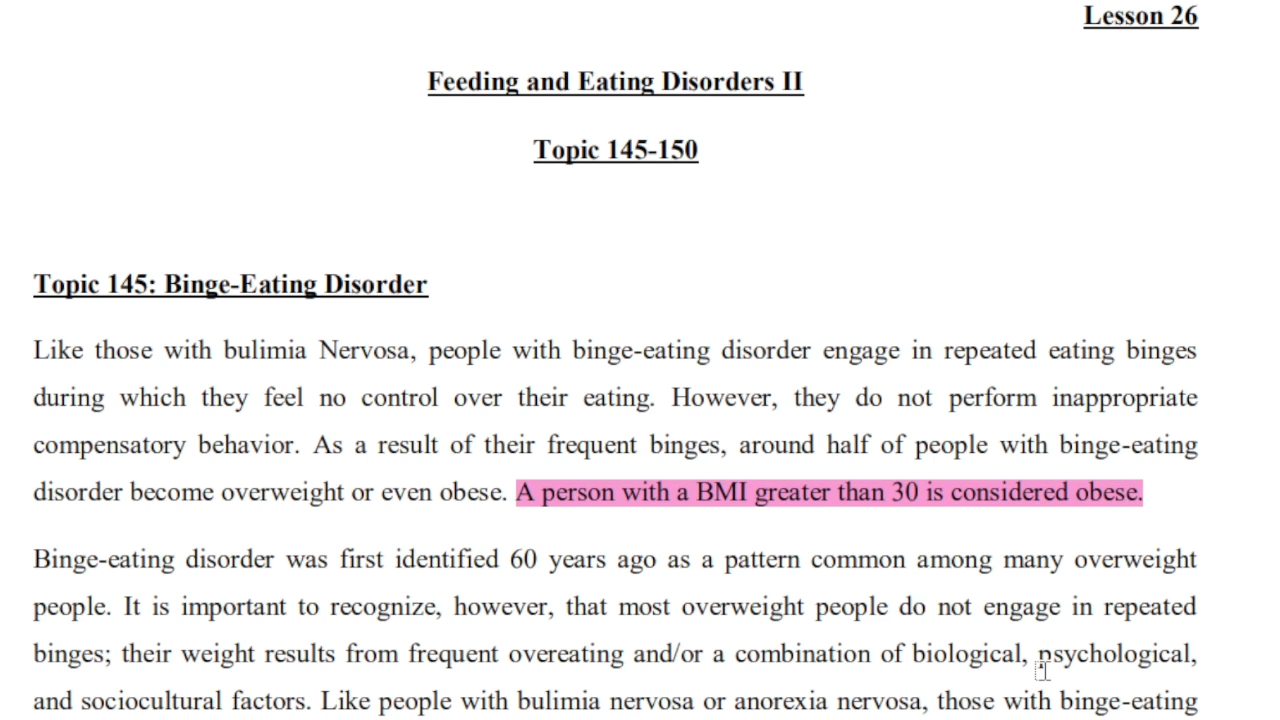 Lesson 26
Feeding and Eating Disorders II
Topic 145-150
Topic 145: Binge-Eating Disorder
Like those with bulimia Nervosa, people with binge-eating disorder engage in repeated eating binges
during which they feel no control over their eating. However, they do not perform inappropriate
compensatory behavior. As a result of their frequent binges, around half of people with binge-eating
disorder become overweight or even obese. A person with a BMI greater than 30 is considered obese.
Binge-eating disorder was first identified 60 years ago as a pattern common among many overweight
people. It is important to recognize, however, that most overweight people do not engage in repeated
binges; their weight results from frequent overeating and/or a combination of biological, psychological,
and sociocultural factors. Like people with bulimia nervosa or anorexia nervosa, those with binge-eating